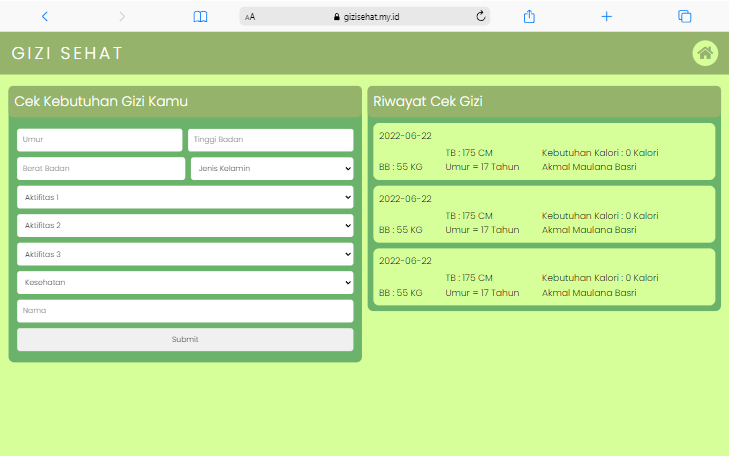 AA gizisehat.my.id
GIZI SEHAT
Cek Kebutuhan Gizi Kamu
Umur Tinggi Badan
Berat Badan Jenis Kelamin
Aktifitas 1
Aktifitas 2
Aktifitas 3
Kesehatan
Nama
Submit
Riwayat Cek Gizi
2022-06-22
TB : 175 CM Kebutuhan Kalori : 0 Kalori
BB : 55 KG Umur = 17 Tahun Akmal Maulana Basri
2022-06-22
TB : 175 CM Kebutuhan Kalori : 0 Kalori
BB : 55 KG Umur = 17 Tahun Akmal Maulana Basri
2022-06-22
TB : 175 CM Kebutuhan Kalori : 0 Kalori
BB : 55 KG Umur = 17 Tahun Akmal Maulana Basri